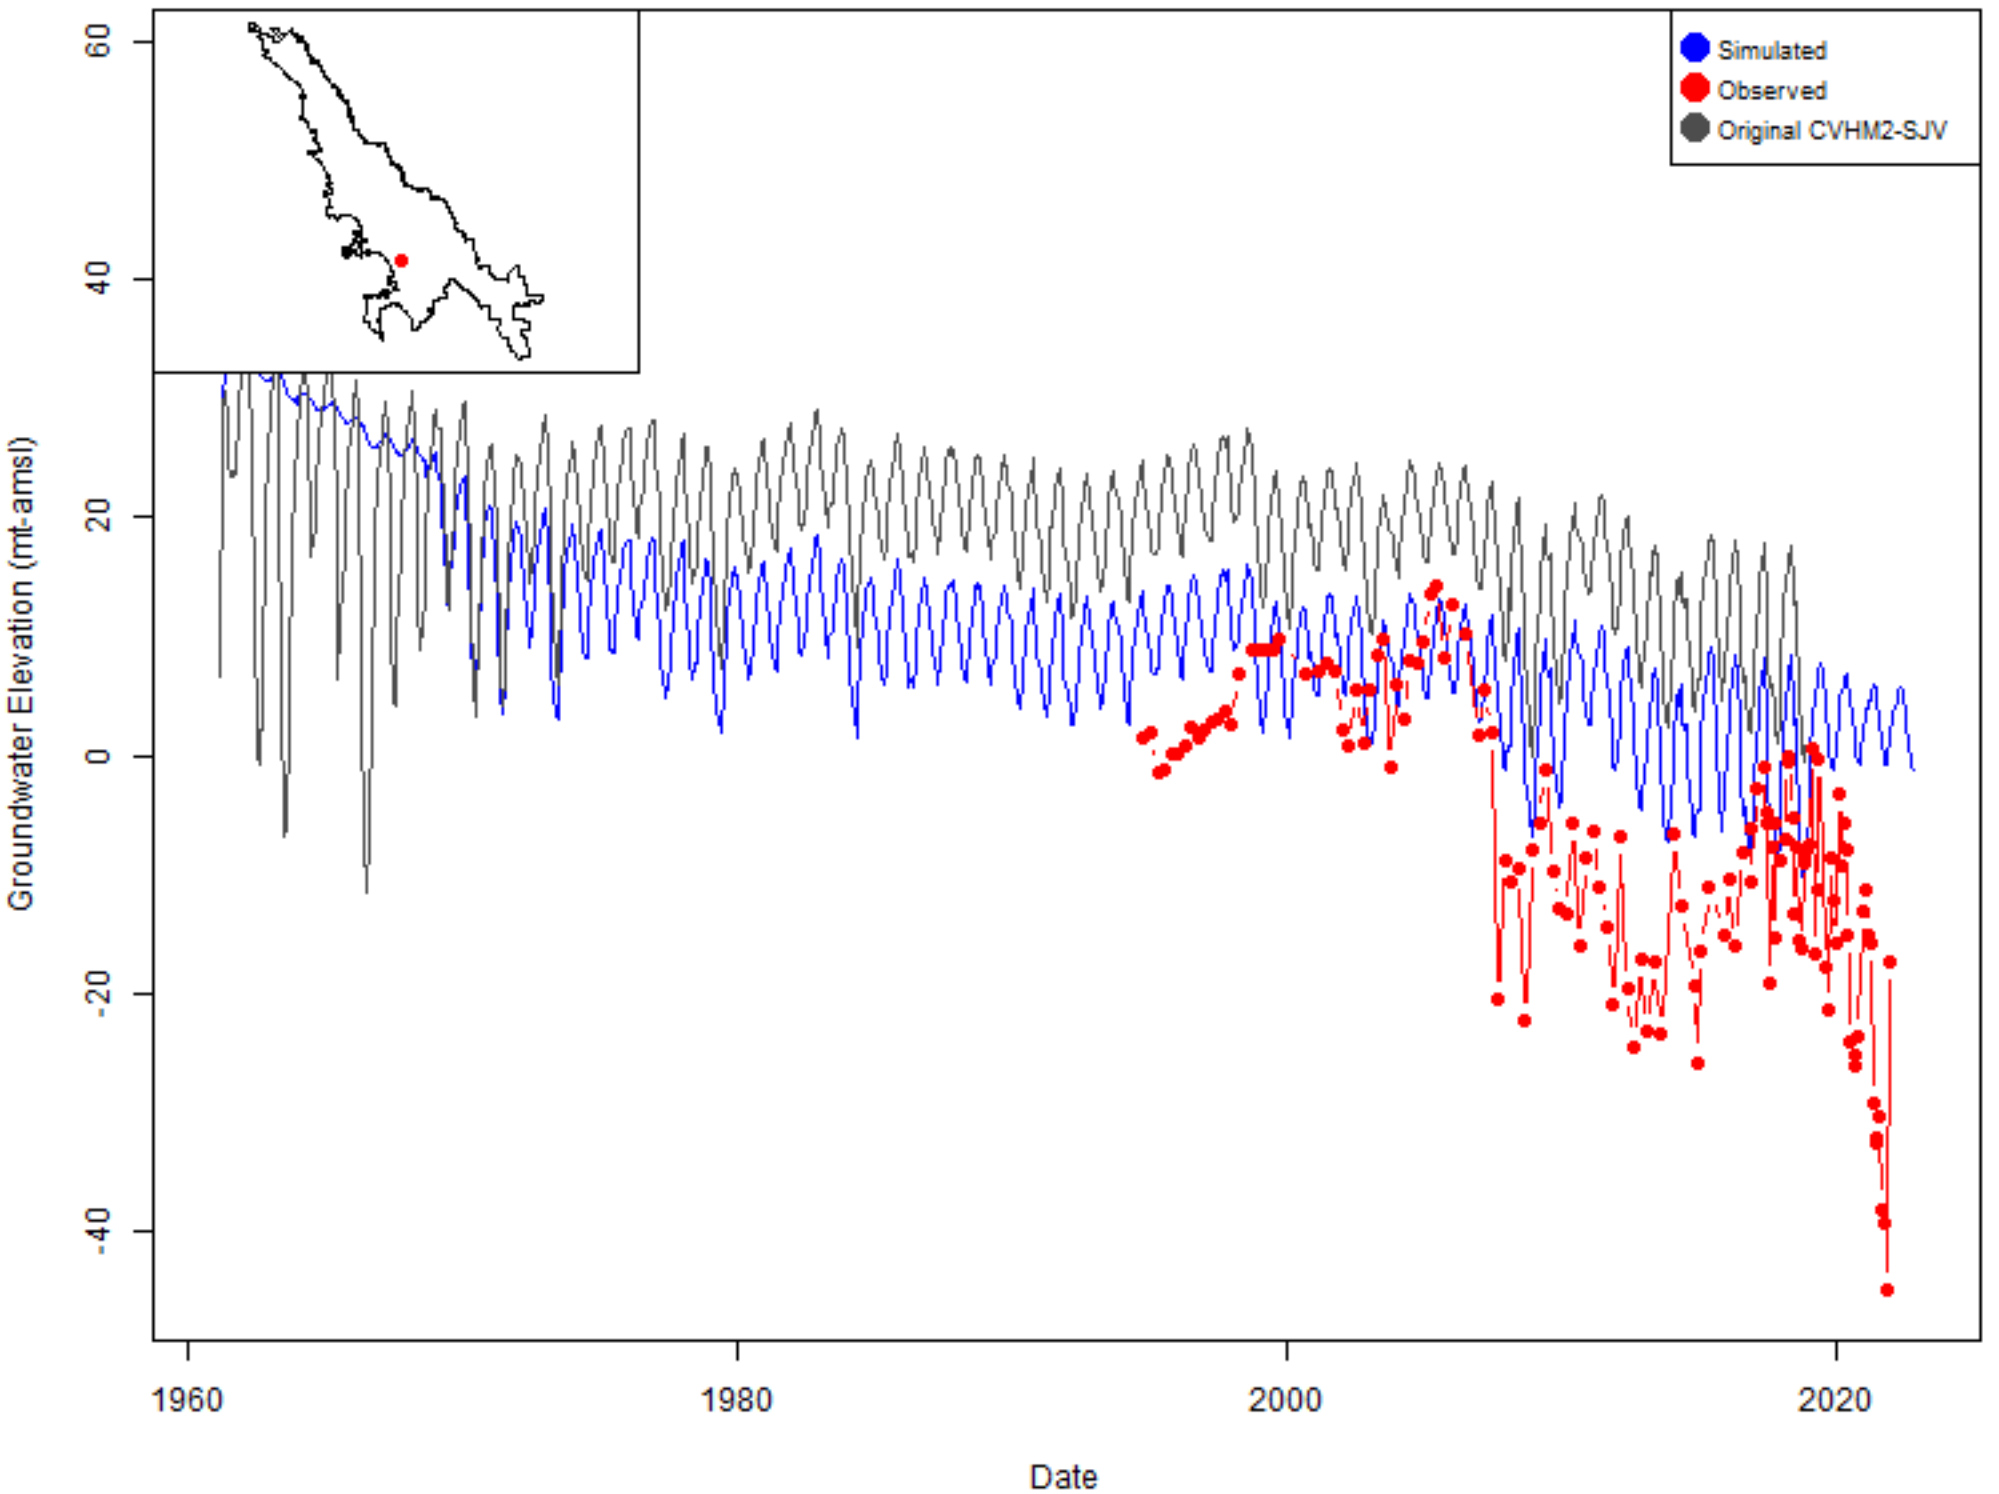 60
40
20
0
-20
-40
Groundwater Elevation (mt-amsl)
Simulated
Observed
Original CVHM2-SJV
1960
1980
2000
2020
Date